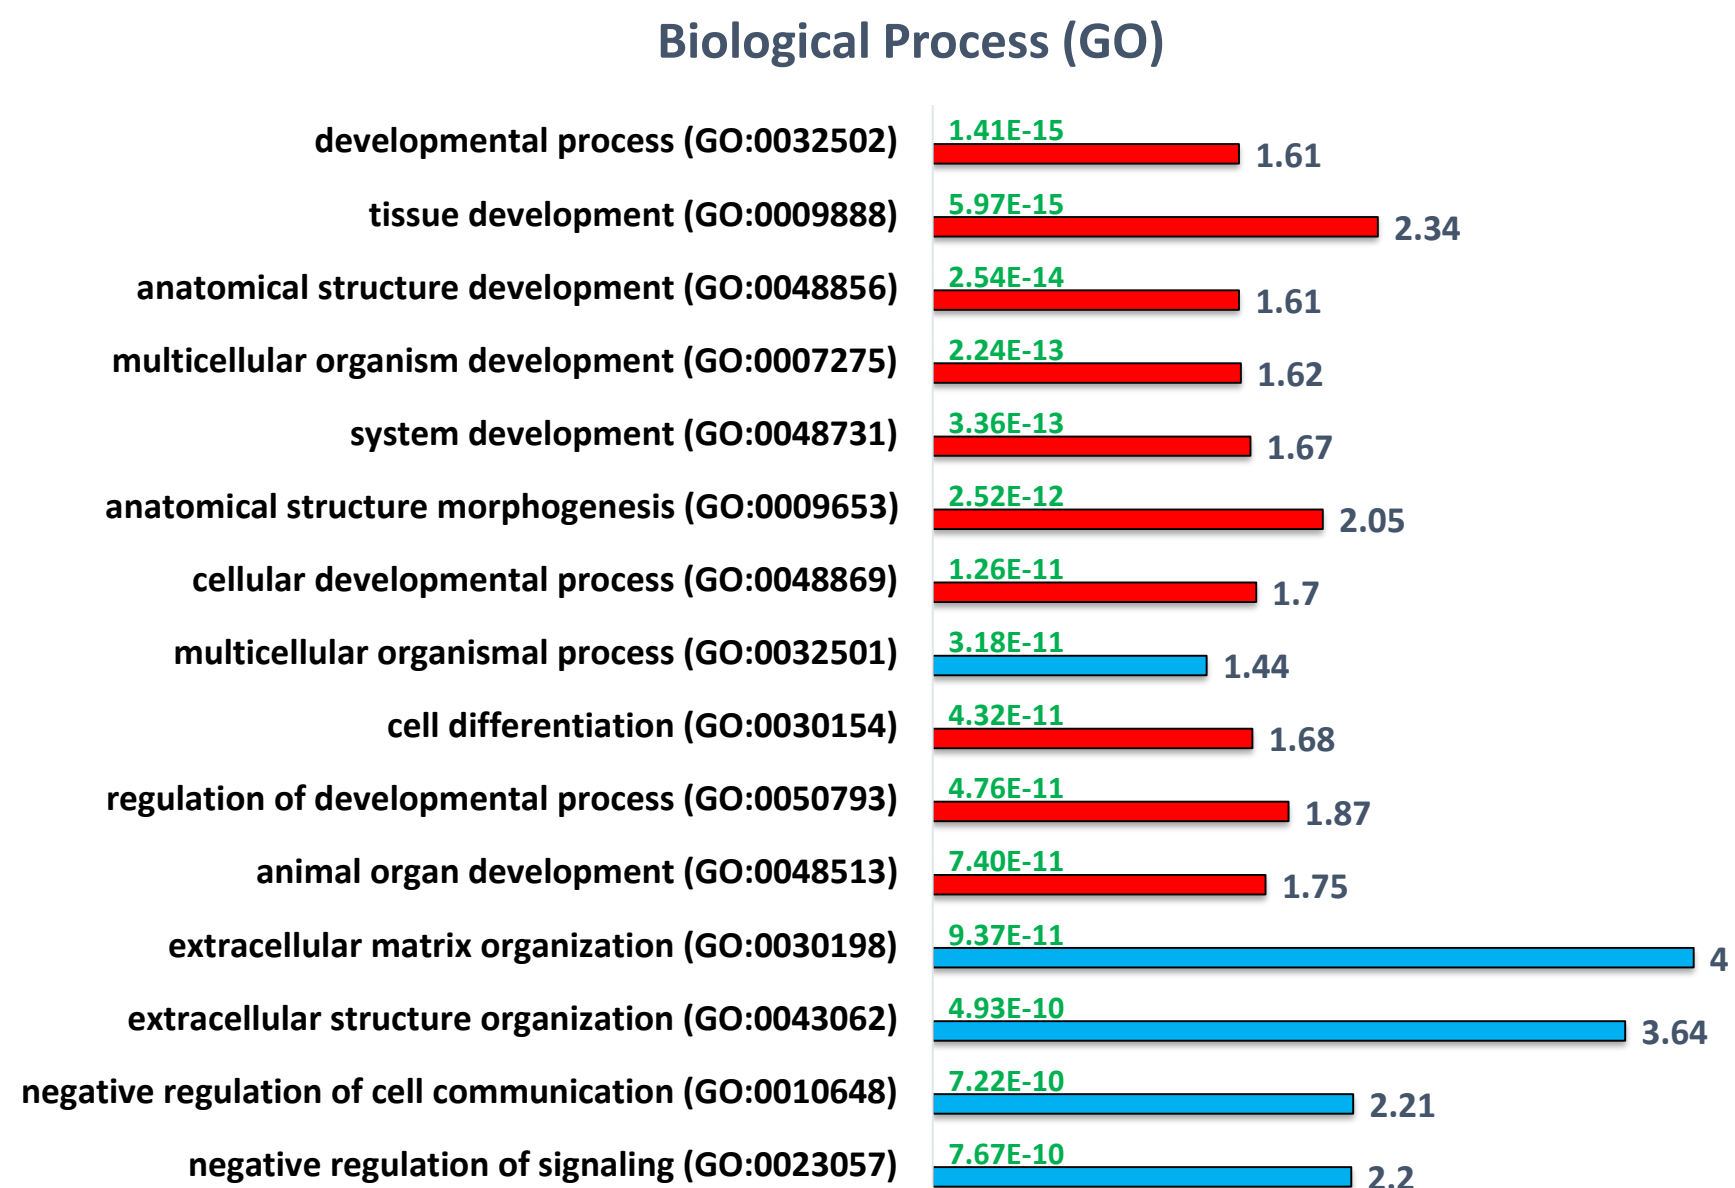 Biological Process (GO)
developmental process (GO:0032502) 1.41E-15 1.61
tissue development (GO:0009888) 5.97E-15 2.34
anatomical structure development (GO:0048856) 2.54E-14 1.61
multicellular organism development (GO:0007275) 2.24E-13 1.62
system development (GO:0048731) 3.36E-13 1.67
anatomical structure morphogenesis (GO:0009653) 2.52E-12 2.05
cellular developmental process (GO:0048869) 1.26E-11 1.7
multicellular organismal process (GO:0032501) 3.18E-11 1.44
cell differentiation (GO:0030154) 4.32E-11 1.68
regulation of developmental process (GO:0050793) 4.76E-11 1.87
animal organ development (GO:0048513) 7.40E-11 1.75
extracellular matrix organization (GO:0030198) 9.37E-11 4
extracellular structure organization (GO:0043062) 4.93E-10 3.64
negative regulation of cell communication (GO:0010648) 7.22E-10 2.21
negative regulation of signaling (GO:0023057) 7.67E-10 2.2